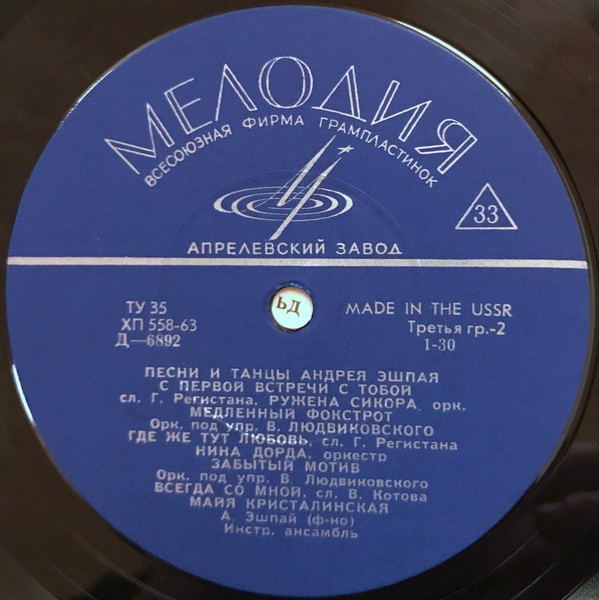 МЕЛОДИЯ
ВСЕСОЮЗНАЯ ФИРМА ГРАМПЛАСТИНОК
33
АПРЕЛЕВСКИЙ ЗАВОД
ТУ 35
ХП 558-63
Д—6892
ЬД
MADE IN THE USSR
Третья гр.-2
1-30
ПЕСНИ И ТАНЦЫ АНДРЕЯ ЭШПАЯ
С ПЕРВОЙ ВСТРЕЧИ С ТОБОЙ
сл. Г. Регистана, РУЖЕНА СИКОРА, орк.
МЕДЛЕННЫЙ ФОКСТРОТ
Орк. под упр. В. ЛЮДВИКОВСКОГО
ГДЕ ЖЕ ТУТ ЛЮБОВЬ, сл. Г. Регистана
НИНА ДОРДА, оркестр
ЗАБЫТЫЙ МОТИВ
Орк. под упр. В. Людвиковского
ВСЕГДА СО МНОЙ, сл. В. Котова
МАЙЯ КРИСТАЛИНСКАЯ
А. Эшпай (ф-но)
Инстр. ансамбль